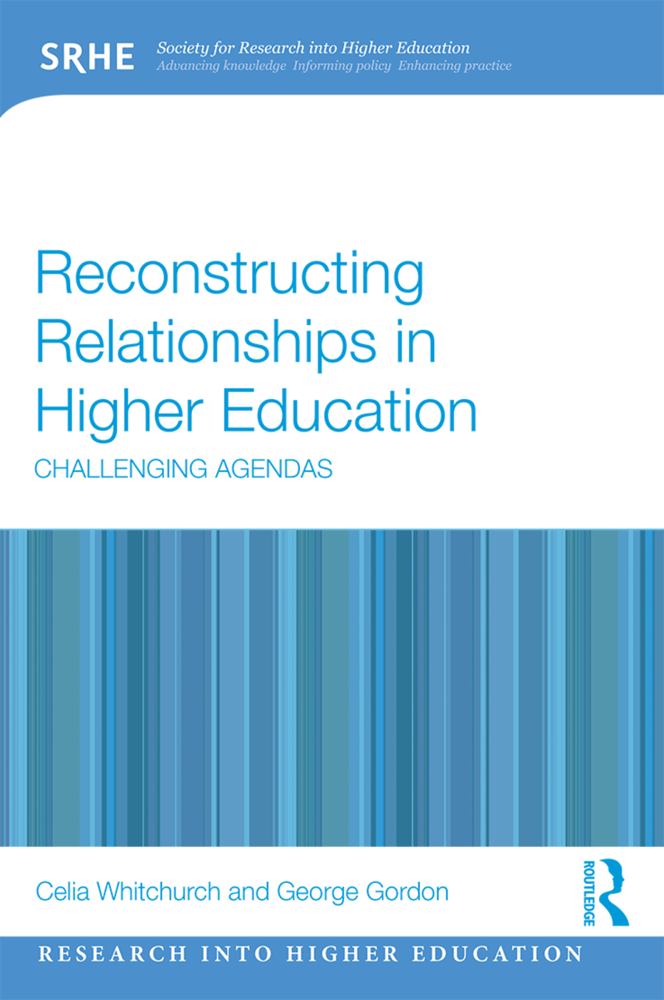 SRHE
Society for Research into Higher Education
Advancing knowledge Informing policy Enhancing practice
Reconstructing
Relationships in
Higher Education
CHALLENGING AGENDAS
Celia Whitchurch and George Gordon
ROUTLEDGE
RESEARCH INTO HIGHER EDUCATION